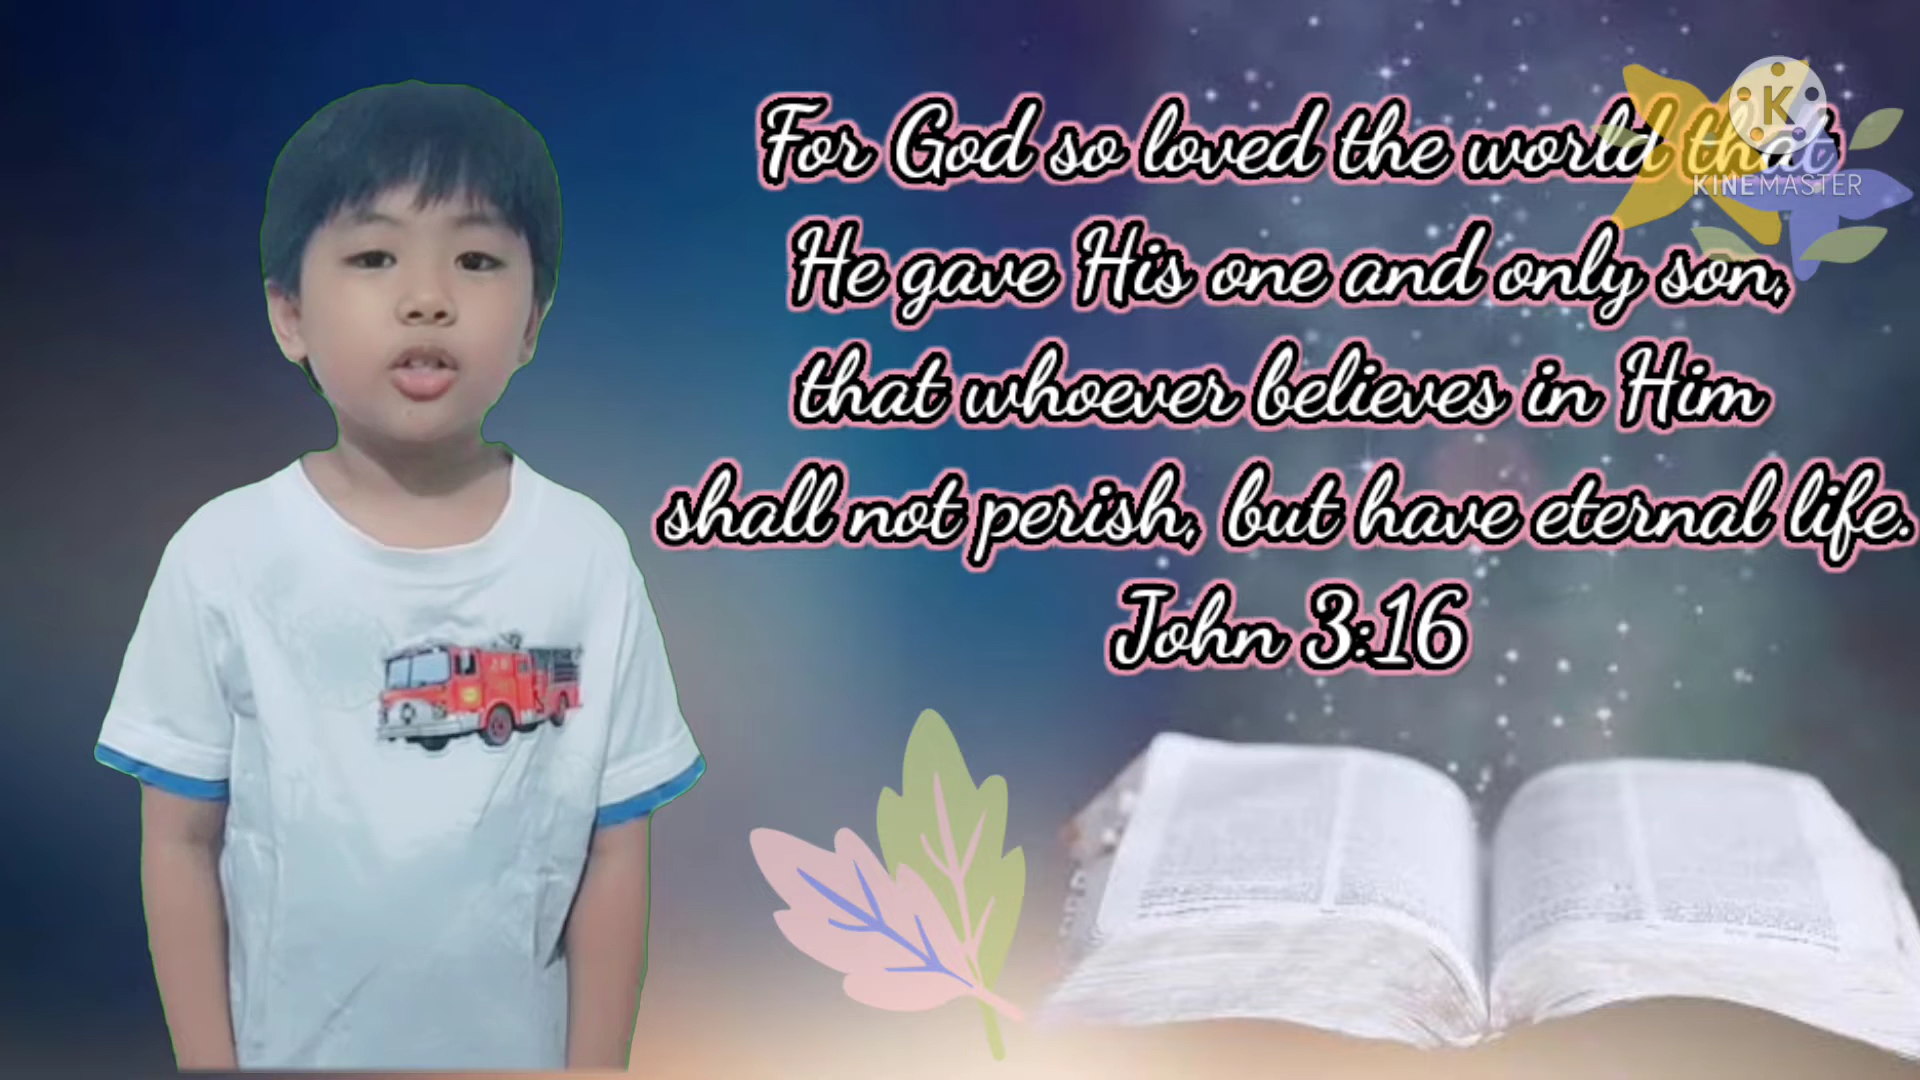 For God so loved the world that
KINEMASTER
He gave His one and only son,
that whoever believes in Him
shall not perish, but have eternal life.
John 3:16